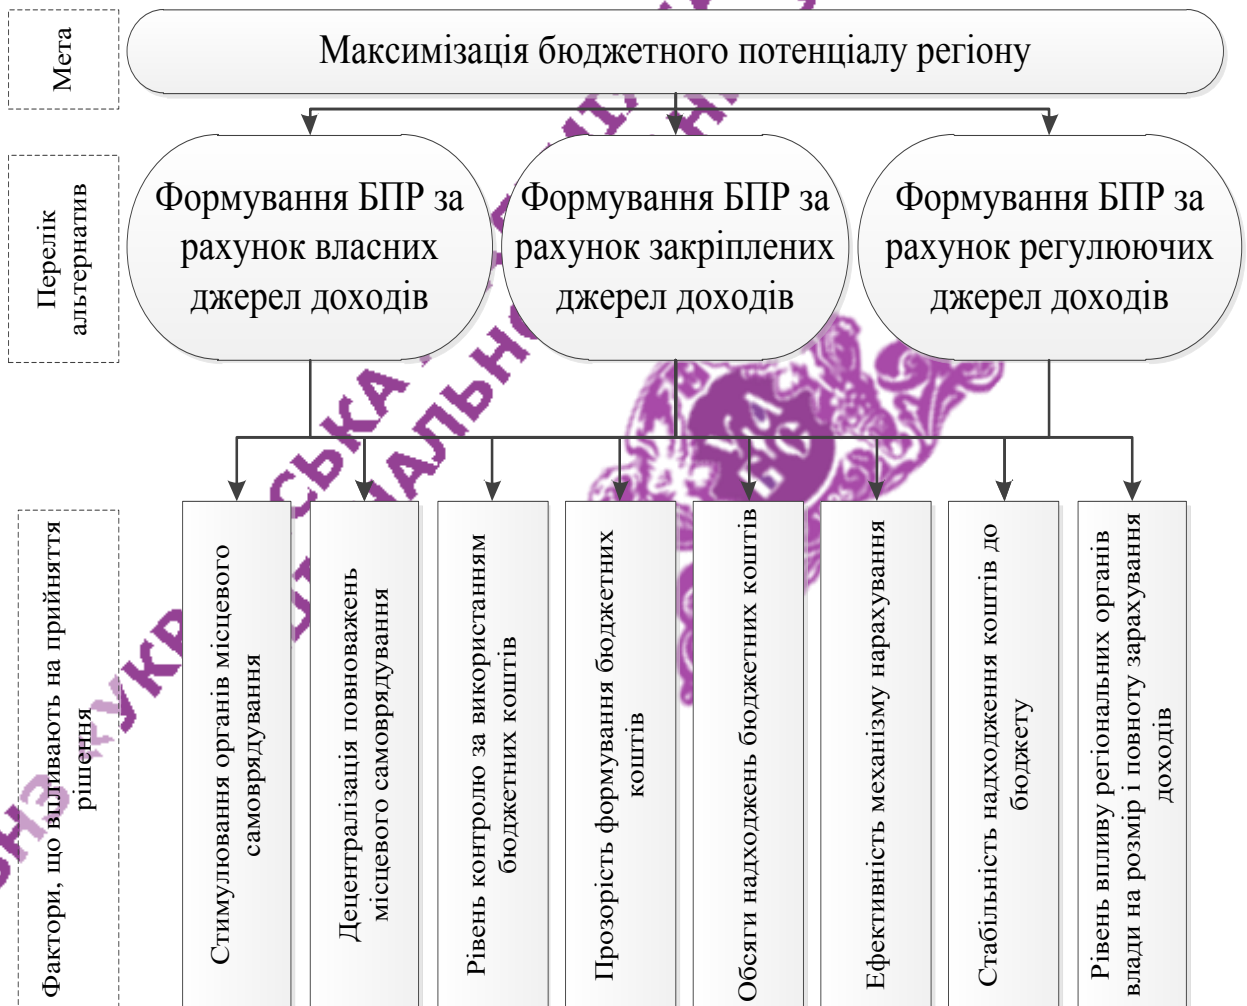 Мета
Максимізація бюджетного потенціалу регіону
Перелік
альтернатив
Формування БПР за
рахунок власних
джерел доходів
Формування БПР за
рахунок закріплених
джерел доходів
Формування БПР за
рахунок регулюючих
джерел доходів
Фактори, що впливають на прийняття
рішення
Стимулювання органів місцевого
самоврядування
Децентралізація повноважень
місцевого самоврядування
Рівень контролю за використанням
бюджетних коштів
Прозорість формування бюджетних
коштів
Обсяги надходжень бюджетних коштів
Ефективність механізму нарахування
Стабільність надходження коштів до
бюджету
Рівень впливу регіональних органів
влади на розмір і повноту зарахування
доходів